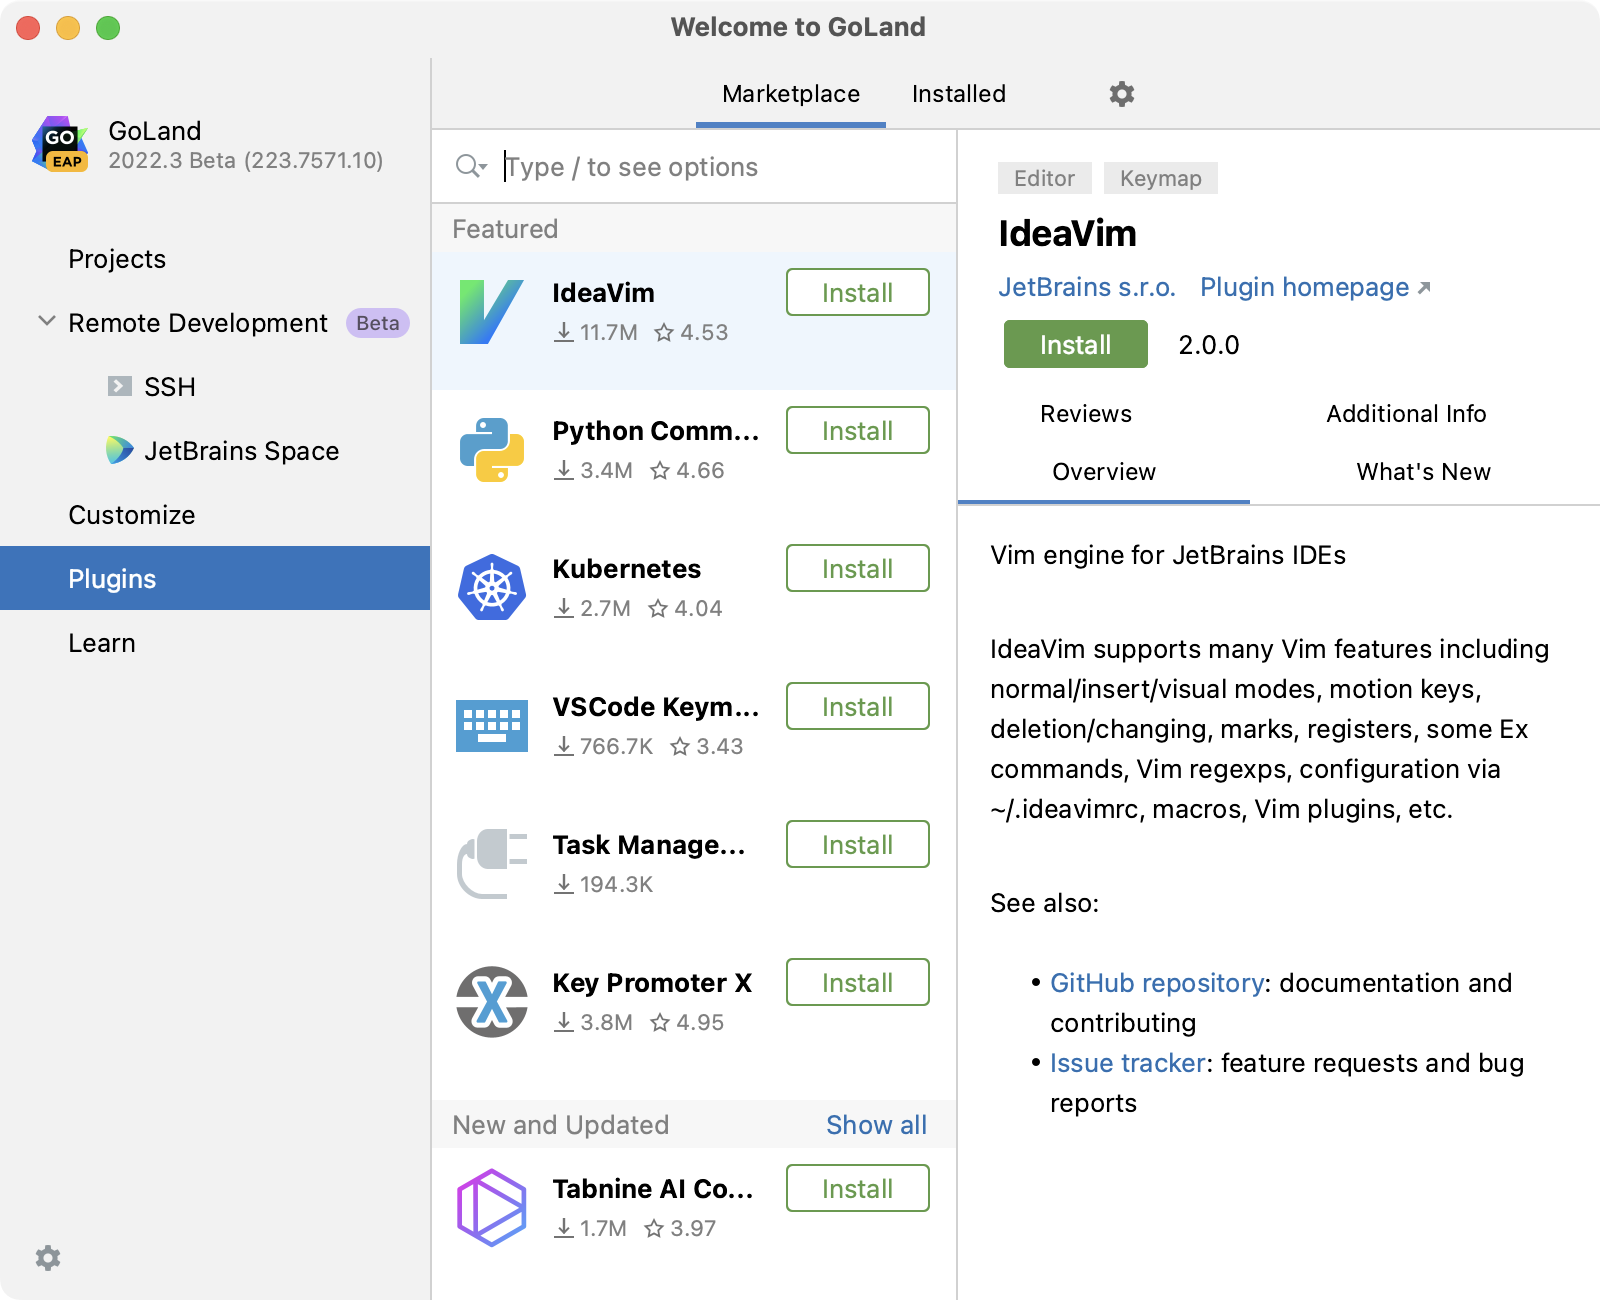 Welcome to GoLand
GO
EAP
GoLand
2022.3 Beta (223.7571.10)
Projects
Remote Development Beta
SSH
JetBrains Space
Customize
Plugins
Learn
Marketplace Installed
Type / to see options
Featured
IdeaVim Install
11.7M 4.53
Python Comm... Install
3.4M 4.66
Kubernetes Install
2.7M 4.04
VSCode Keym... Install
766.7K 3.43
Task Manage... Install
194.3K
Key Promoter X Install
3.8M 4.95
New and Updated Show all
Tabnine AI Co... Install
1.7M 3.97
Editor Keymap
IdeaVim
JetBrains s.r.o. Plugin homepage
Install 2.0.0
Reviews Additional Info
Overview What's New
Vim engine for JetBrains IDEs
IdeaVim supports many Vim features including
normal/insert/visual modes, motion keys,
deletion/changing, marks, registers, some Ex
commands, Vim regexps, configuration via
~/.ideavimrc, macros, Vim plugins, etc.
See also:
• GitHub repository: documentation and
contributing
• Issue tracker: feature requests and bug
reports